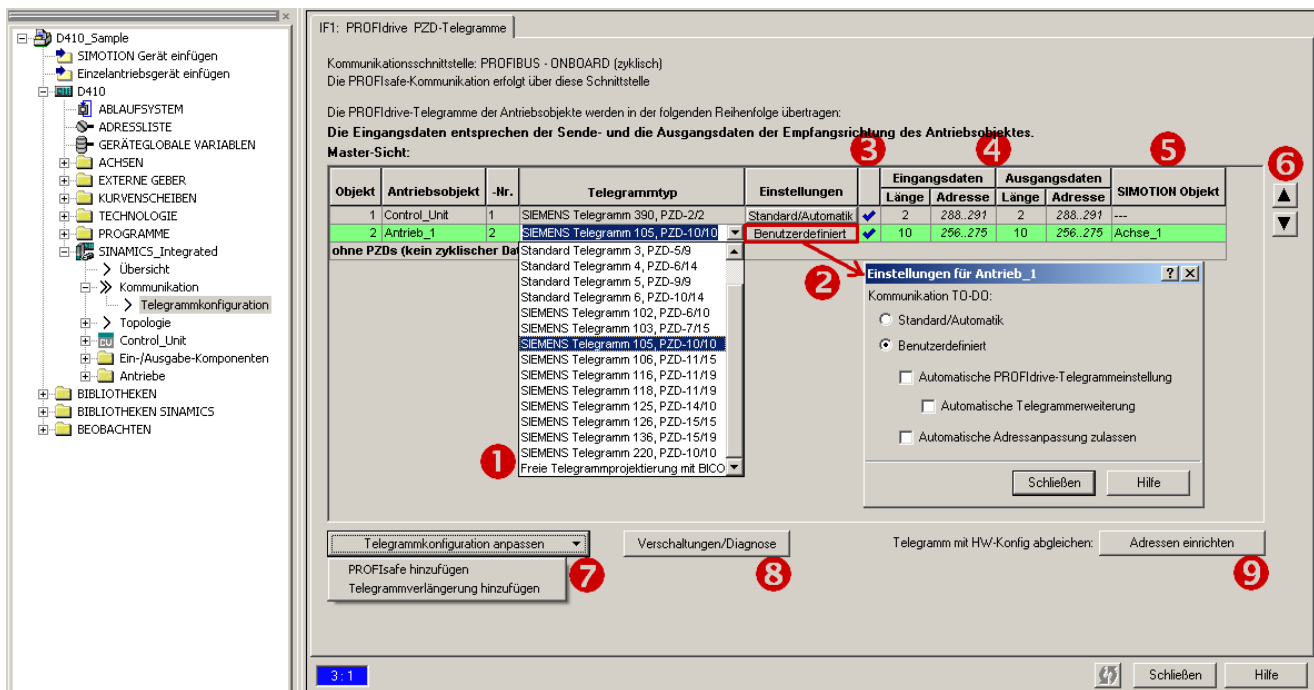 D410_Sample
SIMOTION Gerät einfügen
Einzelantriebsgerät einfügen
D410
ABLAUFSYSTEM
ADRESSLISTE
GERÄTEGLOBALE VARIABLEN
ACHSEN
EXTERNE GEBER
KURVENSCHEIBEN
TECHNOLOGIE
PROGRAMME
SINAMICS_Integrated
Übersicht
Kommunikation
Telegrammkonfiguration
Topologie
CU Control_Unit
Ein-/Ausgabe-Komponenten
Antriebe
BIBLIOTHEKEN
BIBLIOTHEKEN SINAMICS
BEOBACHTEN
IF1: PROFIdrive PZD-Telegramme
Kommunikationsschnittstelle: PROFIBUS - ONBOARD (zyklisch)
Die PROFIsafe-Kommunikation erfolgt über diese Schnittstelle
Die PROFIdrive-Telegramme der Antriebsobjekte werden in der folgenden Reihenfolge übertragen:
Die Eingangsdaten entsprechen der Sende- und die Ausgangsdaten der Empfangsrichtung des Antriebsobjektes.
Master-Sicht:
3 4 5 6
Objekt Antriebsobjekt -Nr. Telegrammtyp Einstellungen Eingangsdaten Ausgangsdaten SIMOTION Objekt
Länge Adresse Länge Adresse
1 Control_Unit 1 SIEMENS Telegramm 390, PZD-2/2 Standard/Automatik 2 288..291 2 288..291 ---
2 Antrieb_1 2 SIEMENS Telegramm 105, PZD-10/10 Benutzerdefiniert 10 256..275 10 256..275 Achse_1
ohne PZDs (kein zyklischer Da
Standard Telegramm 3, PZD-5/9
Standard Telegramm 4, PZD-6/14
Standard Telegramm 5, PZD-9/9
Standard Telegramm 6, PZD-10/14
SIEMENS Telegramm 102, PZD-6/10
SIEMENS Telegramm 103, PZD-7/15
SIEMENS Telegramm 105, PZD-10/10
SIEMENS Telegramm 106, PZD-11/15
SIEMENS Telegramm 116, PZD-11/19
SIEMENS Telegramm 118, PZD-11/19
SIEMENS Telegramm 125, PZD-14/10
SIEMENS Telegramm 126, PZD-15/15
SIEMENS Telegramm 136, PZD-15/19
SIEMENS Telegramm 220, PZD-10/10
1 Freie Telegrammprojektierung mit BICO
2
Einstellungen für Antrieb_1
Kommunikation TO-DO:
Standard/Automatik
Benutzerdefiniert
Automatische PROFIdrive-Telegrammeinstellung
Automatische Telegrammerweiterung
Automatische Adressanpassung zulassen
Schließen Hilfe
Telegrammkonfiguration anpassen Verschaltungen/Diagnose Telegramm mit HW-Konfig abgleichen: Adressen einrichten
PROFIsafe hinzufügen
Telegrammverlängerung hinzufügen
7 8 9
3:1 Schließen Hilfe